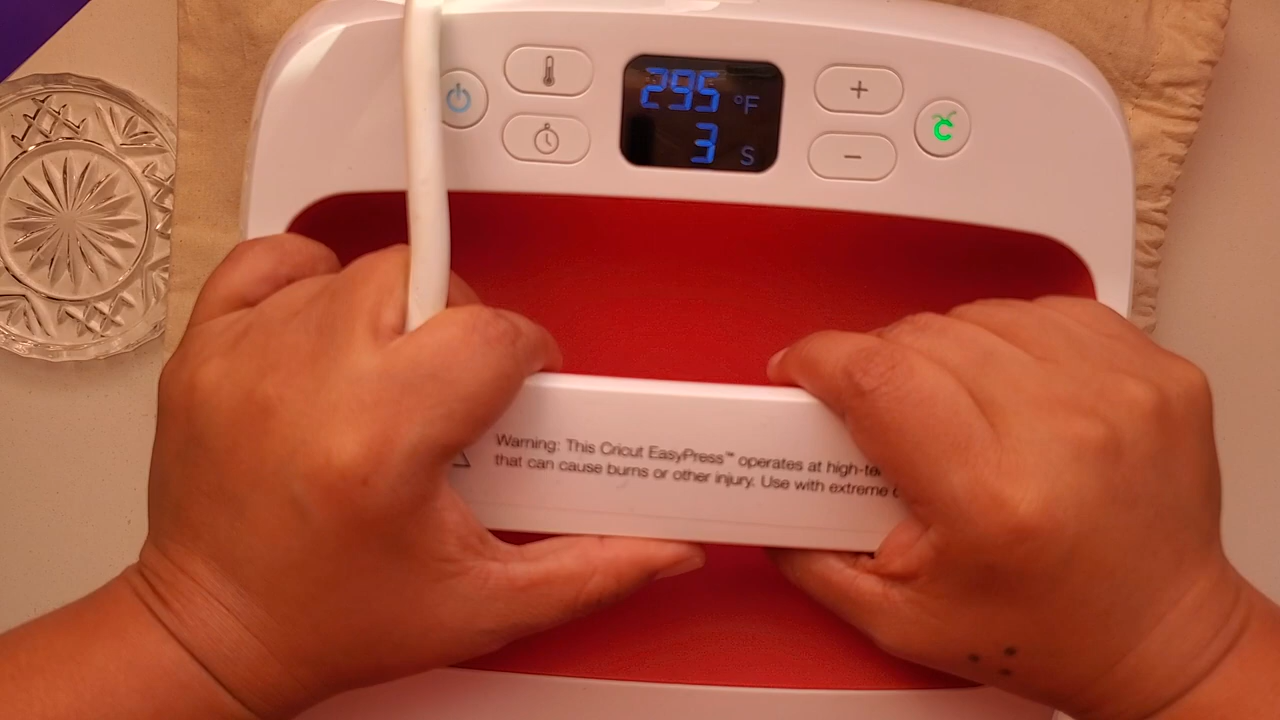 295 °F
3 S
+
−
Warning: This Cricut EasyPress™ operates at high-te
that can cause burns or other injury. Use with extreme